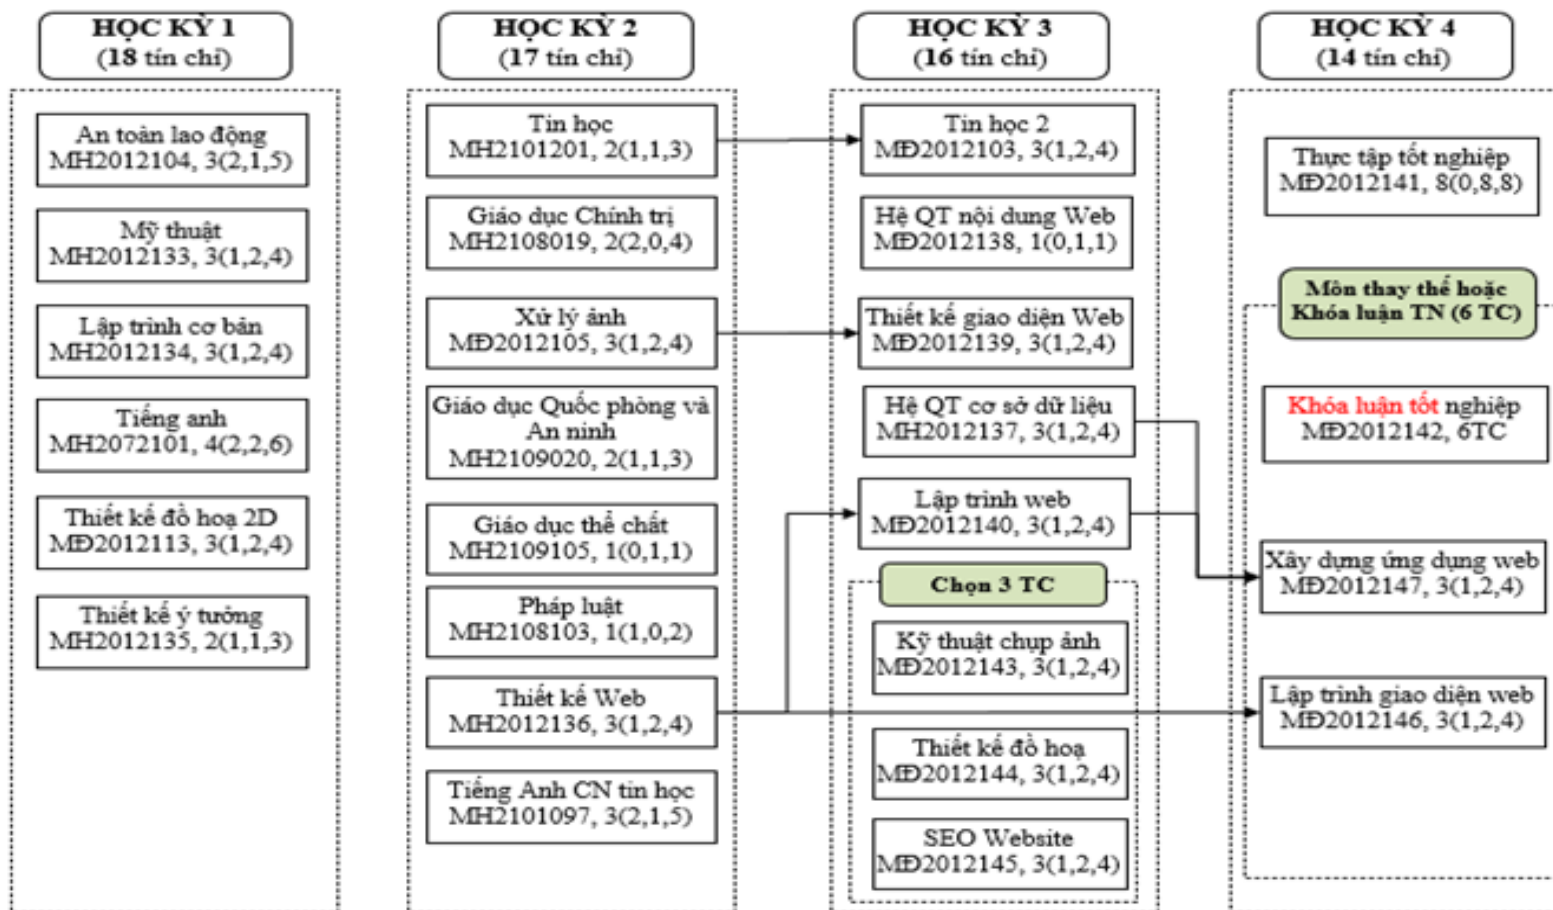 HỌC KỲ 1
(18 tín chỉ)
An toàn lao động
MH2012104, 3(2,1,5)
Mỹ thuật
MH2012133, 3(1,2,4)
Lập trình cơ bản
MH2012134, 3(1,2,4)
Tiếng anh
MH2072101, 4(2,2,6)
Thiết kế đồ hoạ 2D
MĐ2012113, 3(1,2,4)
Thiết kế ý tưởng
MH2012135, 2(1,1,3)
HỌC KỲ 2
(17 tín chỉ)
Tin học
MH2101201, 2(1,1,3)
Giáo dục Chính trị
MH2108019, 2(2,0,4)
Xử lý ảnh
MĐ2012105, 3(1,2,4)
Giáo dục Quốc phòng và
An ninh
MH2109020, 2(1,1,3)
Giáo dục thể chất
MH2109105, 1(0,1,1)
Pháp luật
MH2108103, 1(1,0,2)
Thiết kế Web
MH2012136, 3(1,2,4)
Tiếng Anh CN tin học
MH2101097, 3(2,1,5)
HỌC KỲ 3
(16 tín chỉ)
Tin học 2
MĐ2012103, 3(1,2,4)
Hệ QT nội dung Web
MĐ2012138, 1(0,1,1)
Thiết kế giao diện Web
MĐ2012139, 3(1,2,4)
Hệ QT cơ sở dữ liệu
MH2012137, 3(1,2,4)
Lập trình web
MĐ2012140, 3(1,2,4)
Chọn 3 TC
Kỹ thuật chụp ảnh
MĐ2012143, 3(1,2,4)
Thiết kế đồ hoạ
MĐ2012144, 3(1,2,4)
SEO Website
MĐ2012145, 3(1,2,4)
HỌC KỲ 4
(14 tín chỉ)
Thực tập tốt nghiệp
MĐ2012141, 8(0,8,8)
Môn thay thế hoặc
Khóa luận TN (6 TC)
Khóa luận tốt nghiệp
MĐ2012142, 6TC
Xây dựng ứng dụng web
MĐ2012147, 3(1,2,4)
Lập trình giao diện web
MĐ2012146, 3(1,2,4)